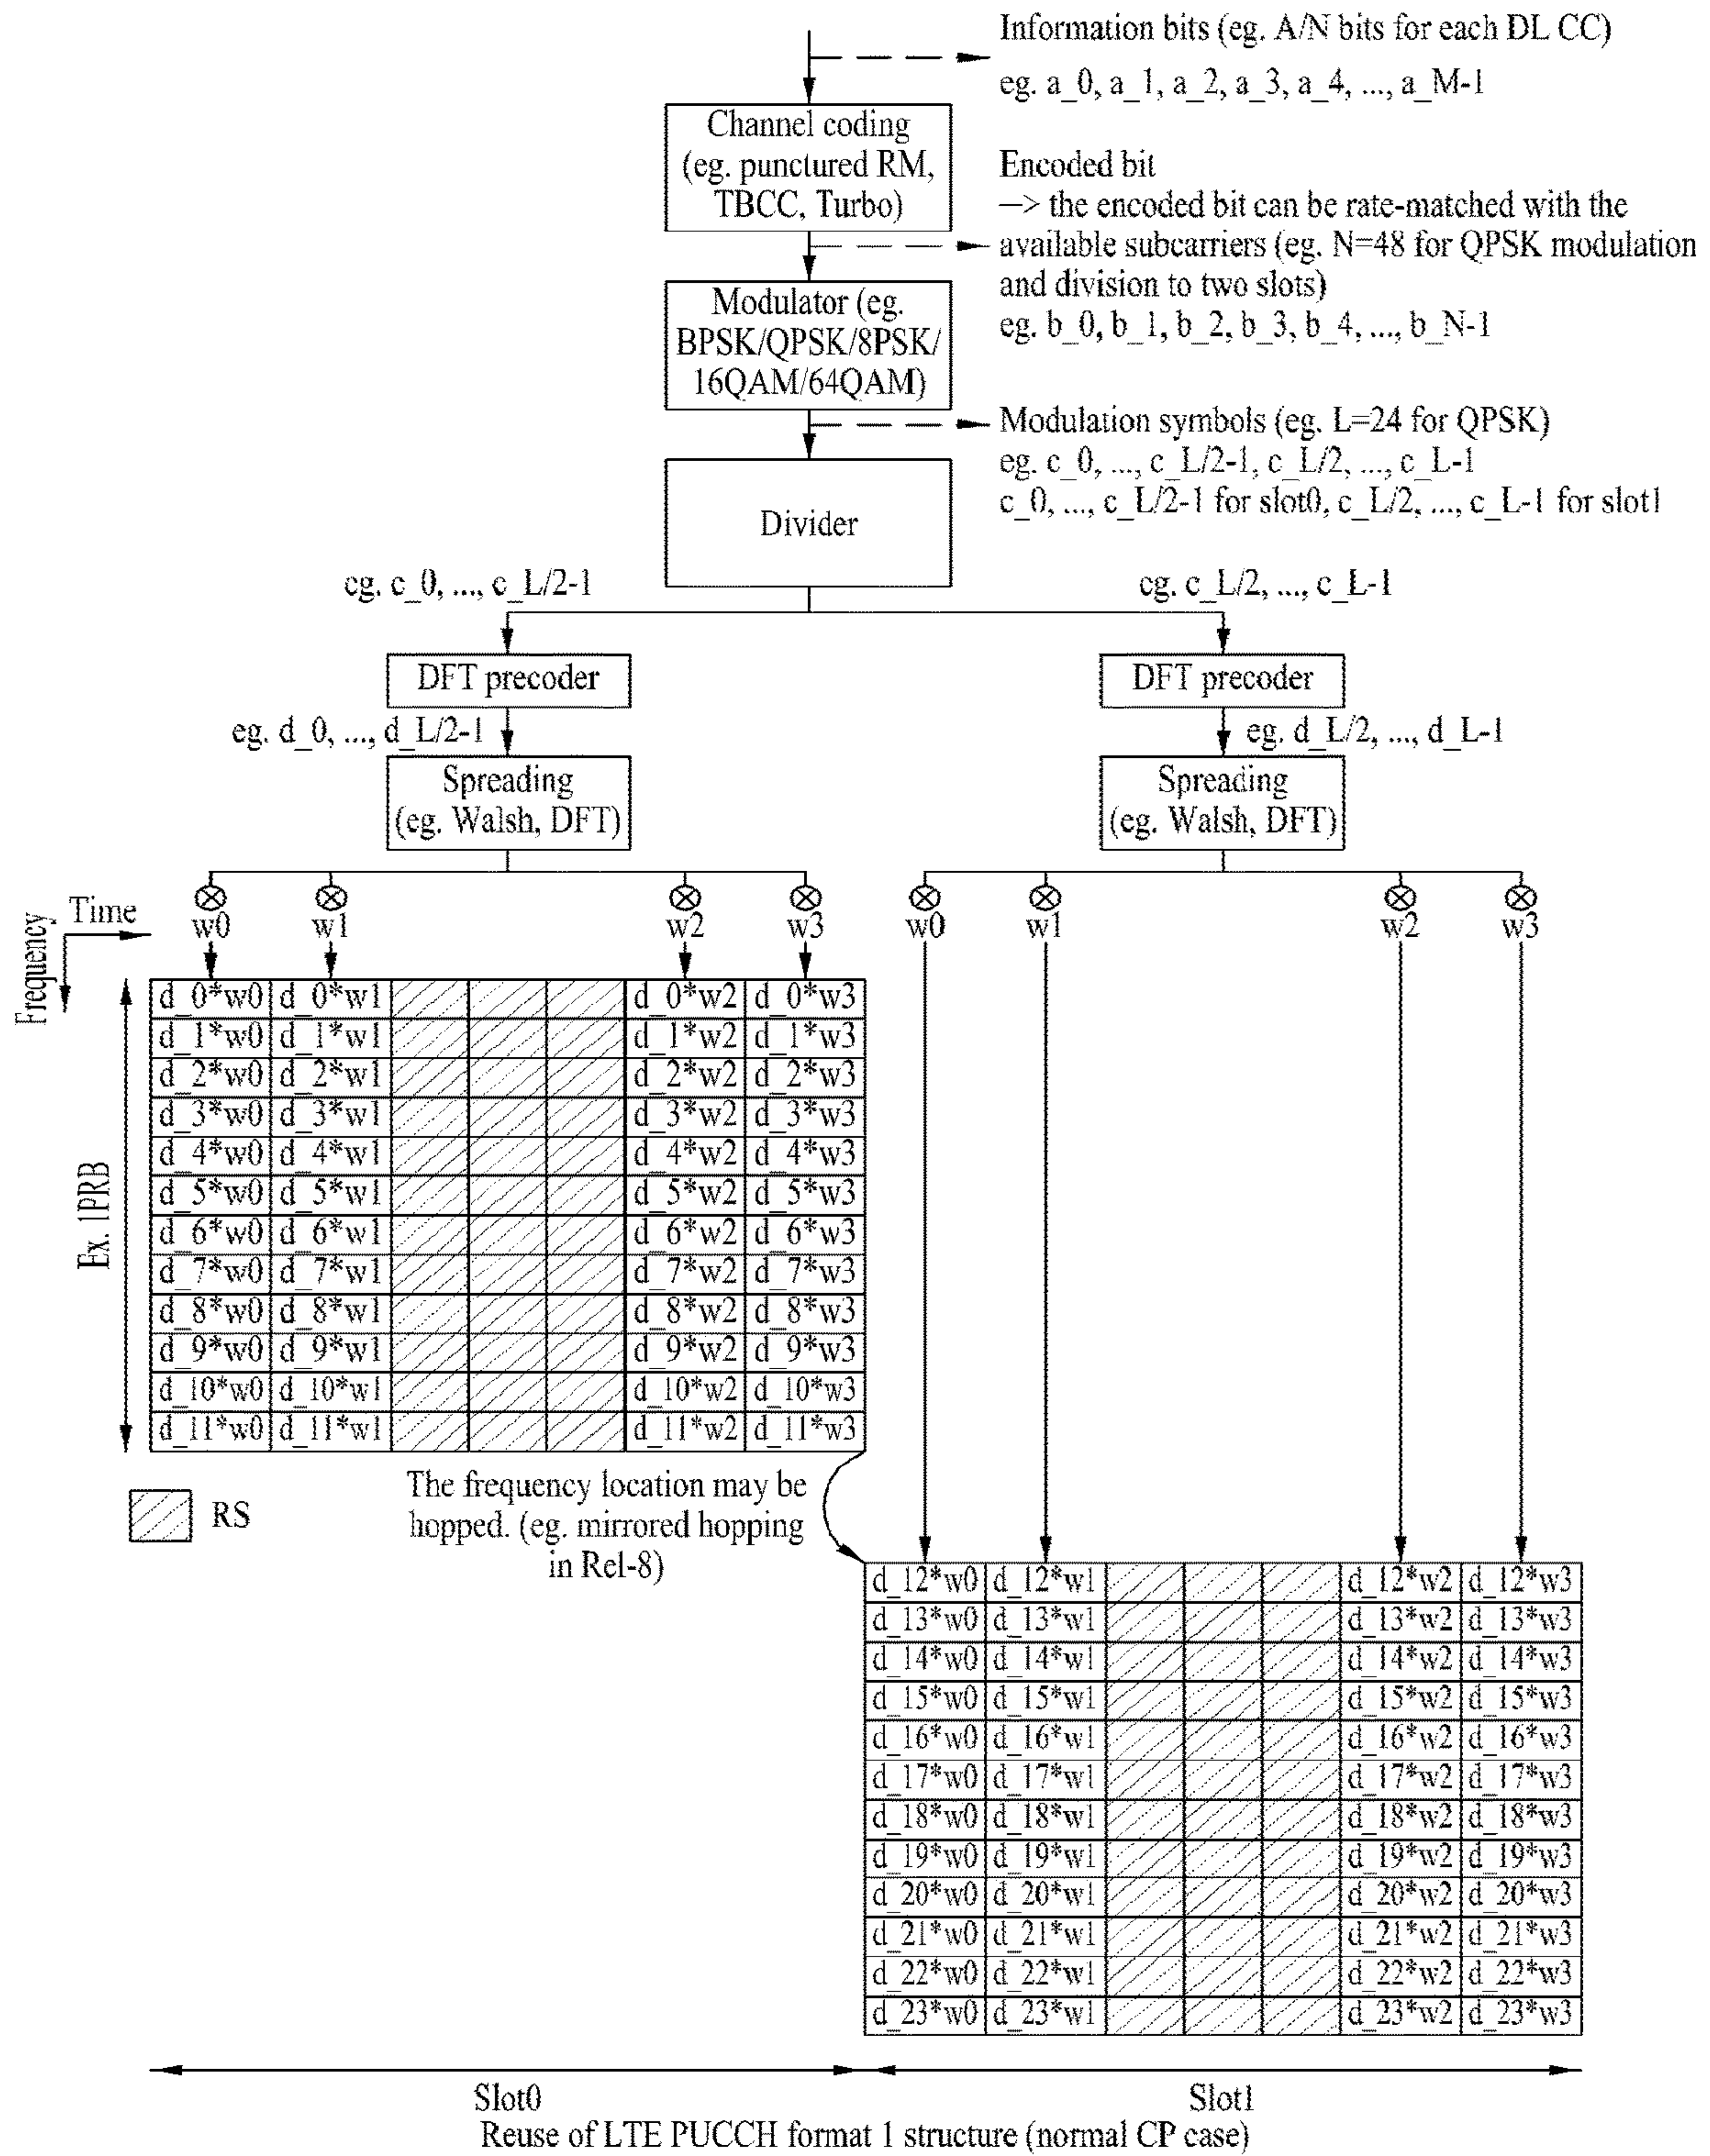 Information bits (eg. A/N bits for each DL CC)
eg. a_0, a_1, a_2, a_3, a_4, ..., a_M-1
Channel coding
(eg. punctured RM,
TBCC, Turbo)
Encoded bit
—> the encoded bit can be rate-matched with the
available subcarriers (eg. N=48 for QPSK modulation
and division to two slots)
eg. b_0, b_1, b_2, b_3, b_4, ..., b_N-1
Modulator (eg.
BPSK/QPSK/8PSK/
16QAM/64QAM)
Modulation symbols (eg. L=24 for QPSK)
eg. c_0, ..., c_L/2-1, c_L/2, ..., c_L-1
c_0, ..., c_L/2-1 for slot0, c_L/2, ..., c_L-1 for slot1
Divider
eg. c_0, ..., c_L/2-1
eg. c_L/2, ..., c_L-1
DFT precoder
DFT precoder
eg. d_0, ..., d_L/2-1
eg. d_L/2, ..., d_L-1
Spreading
(eg. Walsh, DFT)
Spreading
(eg. Walsh, DFT)
Time
Frequency
w0 w1 w2 w3 w0 w1 w2 w3
Ex. 1PRB
d_0*w0 d_0*w1 d_0*w2 d_0*w3
d_1*w0 d_1*w1 d_1*w2 d_1*w3
d_2*w0 d_2*w1 d_2*w2 d_2*w3
d_3*w0 d_3*w1 d_3*w2 d_3*w3
d_4*w0 d_4*w1 d_4*w2 d_4*w3
d_5*w0 d_5*w1 d_5*w2 d_5*w3
d_6*w0 d_6*w1 d_6*w2 d_6*w3
d_7*w0 d_7*w1 d_7*w2 d_7*w3
d_8*w0 d_8*w1 d_8*w2 d_8*w3
d_9*w0 d_9*w1 d_9*w2 d_9*w3
d_10*w0 d_10*w1 d_10*w2 d_10*w3
d_11*w0 d_11*w1 d_11*w2 d_11*w3
RS
The frequency location may be
hopped. (eg. mirrored hopping
in Rel-8)
d_12*w0 d_12*w1 d_12*w2 d_12*w3
d_13*w0 d_13*w1 d_13*w2 d_13*w3
d_14*w0 d_14*w1 d_14*w2 d_14*w3
d_15*w0 d_15*w1 d_15*w2 d_15*w3
d_16*w0 d_16*w1 d_16*w2 d_16*w3
d_17*w0 d_17*w1 d_17*w2 d_17*w3
d_18*w0 d_18*w1 d_18*w2 d_18*w3
d_19*w0 d_19*w1 d_19*w2 d_19*w3
d_20*w0 d_20*w1 d_20*w2 d_20*w3
d_21*w0 d_21*w1 d_21*w2 d_21*w3
d_22*w0 d_22*w1 d_22*w2 d_22*w3
d_23*w0 d_23*w1 d_23*w2 d_23*w3
Slot0 Slot1
Reuse of LTE PUCCH format 1 structure (normal CP case)